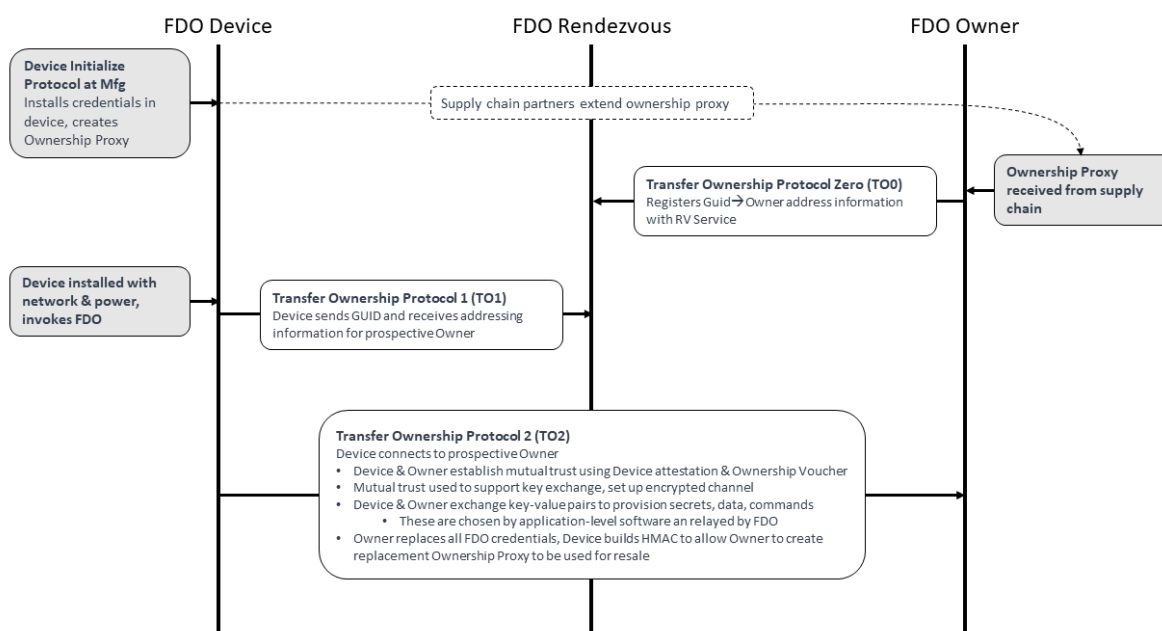 FDO Device
FDO Rendezvous
FDO Owner
Device Initialize
Protocol at Mfg
Installs credentials in
device, creates
Ownership Proxy
Supply chain partners extend ownership proxy
Ownership Proxy
received from supply
chain
Transfer Ownership Protocol Zero (TO0)
Registers Guid→Owner address information
with RV Service
Device installed with
network & power,
invokes FDO
Transfer Ownership Protocol 1 (TO1)
Device sends GUID and receives addressing
information for prospective Owner
Transfer Ownership Protocol 2 (TO2)
Device connects to prospective Owner
• Device & Owner establish mutual trust using Device attestation & Ownership Voucher
• Mutual trust used to support key exchange, set up encrypted channel
• Device & Owner exchange key-value pairs to provision secrets, data, commands
• These are chosen by application-level software an relayed by FDO
• Owner replaces all FDO credentials, Device builds HMAC to allow Owner to create
replacement Ownership Proxy to be used for resale